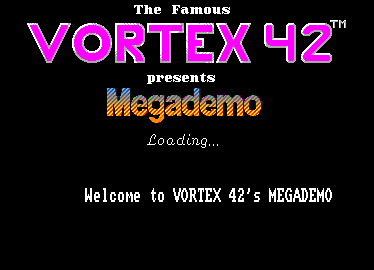 The Famous
VORTEX 42™
presents
Megademo
Loading...
Welcome to VORTEX 42's MEGADEMO